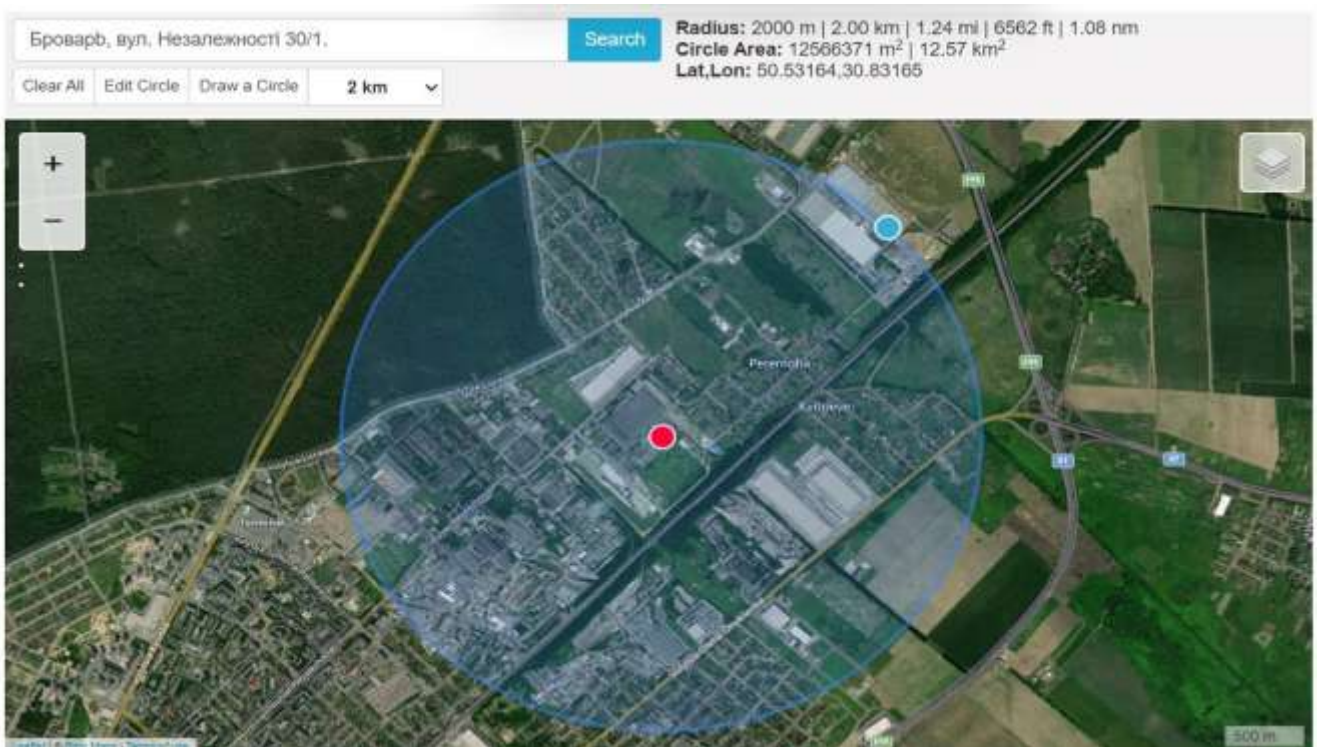 Броварb, вул. Незалежності 30/1,
Search
Radius: 2000 m | 2.00 km | 1.24 mi | 6562 ft | 1.08 nm
Circle Area: 12566371 m² | 12.57 km²
Lat,Lon: 50.53164,30.83165
Clear All
Edit Circle
Draw a Circle
2 km
+
−
Peremoha
Terminal
500 m